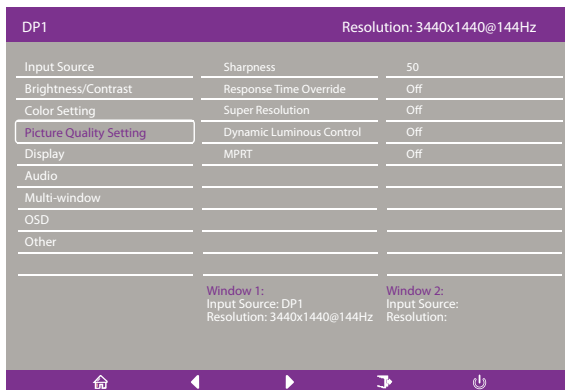 DP1 Resolution: 3440x1440@144Hz
Input Source Sharpness 50
Brightness/Contrast Response Time Override Off
Color Setting Super Resolution Off
Picture Quality Setting Dynamic Luminous Control Off
Display MPRT Off
Audio
Multi-window
OSD
Other
Window 1: Window 2:
Input Source: DP1 Input Source:
Resolution: 3440x1440@144Hz Resolution: